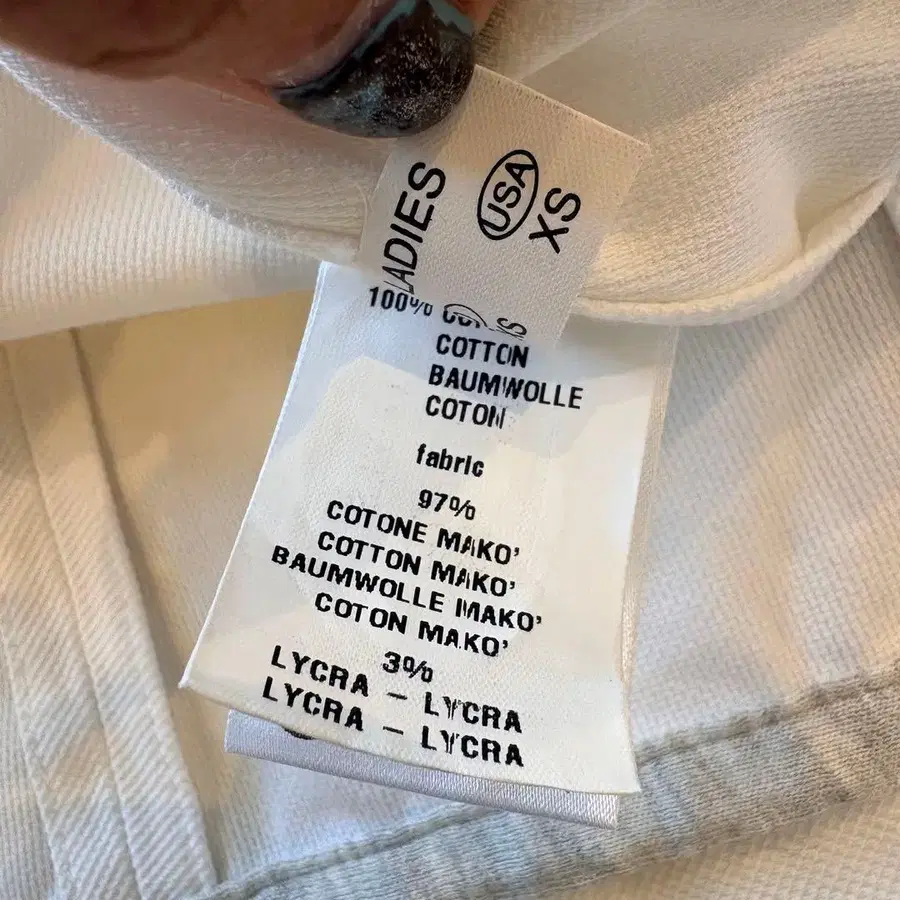 LADIES
USA
XS
100%
COTTON
BAUMWOLLE
COTON
fabric
97%
COTONE MAKO'
COTTON MAKO'
BAUMWOLLE MAKO'
COTON MAKO'
3%
LYCRA - LYCRA
LYCRA - LYCRA